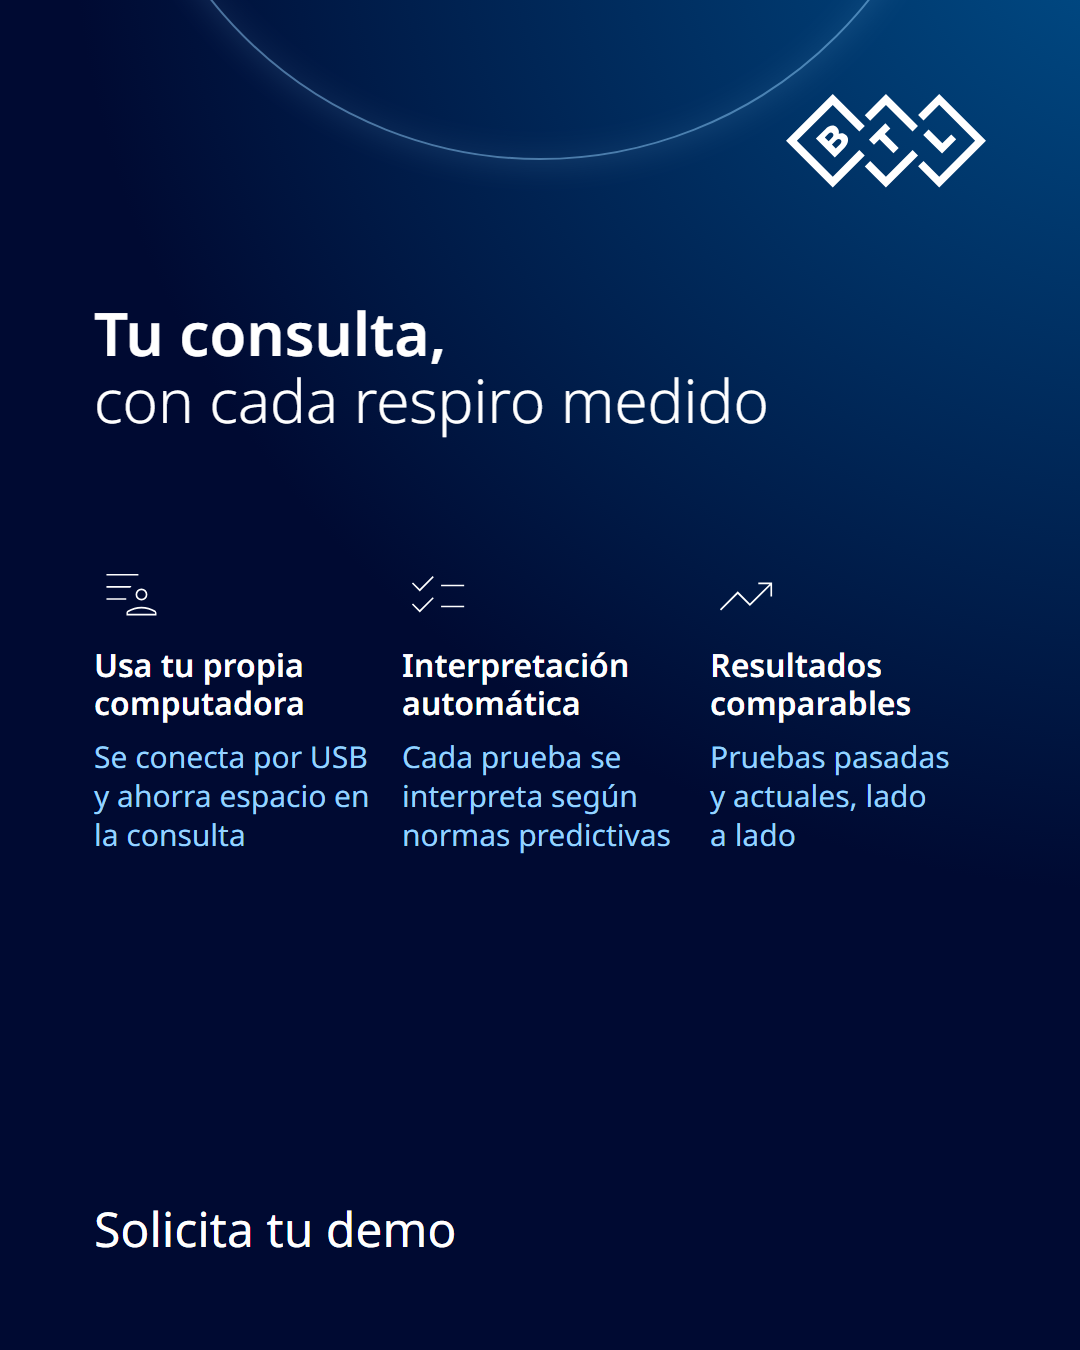 BTL
Tu consulta,
con cada respiro medido
Usa tu propia
computadora
Se conecta por USB
y ahorra espacio en
la consulta
Interpretación
automática
Cada prueba se
interpreta según
normas predictivas
Resultados
comparables
Pruebas pasadas
y actuales, lado
a lado
Solicita tu demo